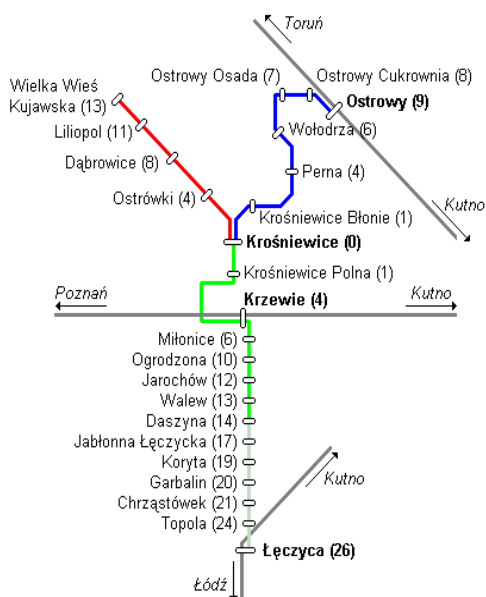 Toruń
Ostrowy Osada (7)
Ostrowy Cukrownia (8)
Wielka Wieś
Kujawska (13)
Ostrowy (9)
Liliopol (11)
Wołodrza (6)
Dąbrowice (8)
Perna (4)
Ostrówki (4)
Kutno
Krośniewice Błonie (1)
Krośniewice (0)
Krośniewice Polna (1)
Poznań
Krzewie (4)
Kutno
Miłonice (6)
Ogrodzona (10)
Jarochów (12)
Walew (13)
Daszyna (14)
Jabłonna Łęczycka (17)
Koryta (19)
Kutno
Garbalin (20)
Chrząstówek (21)
Topola (24)
Łęczyca (26)
Łódź